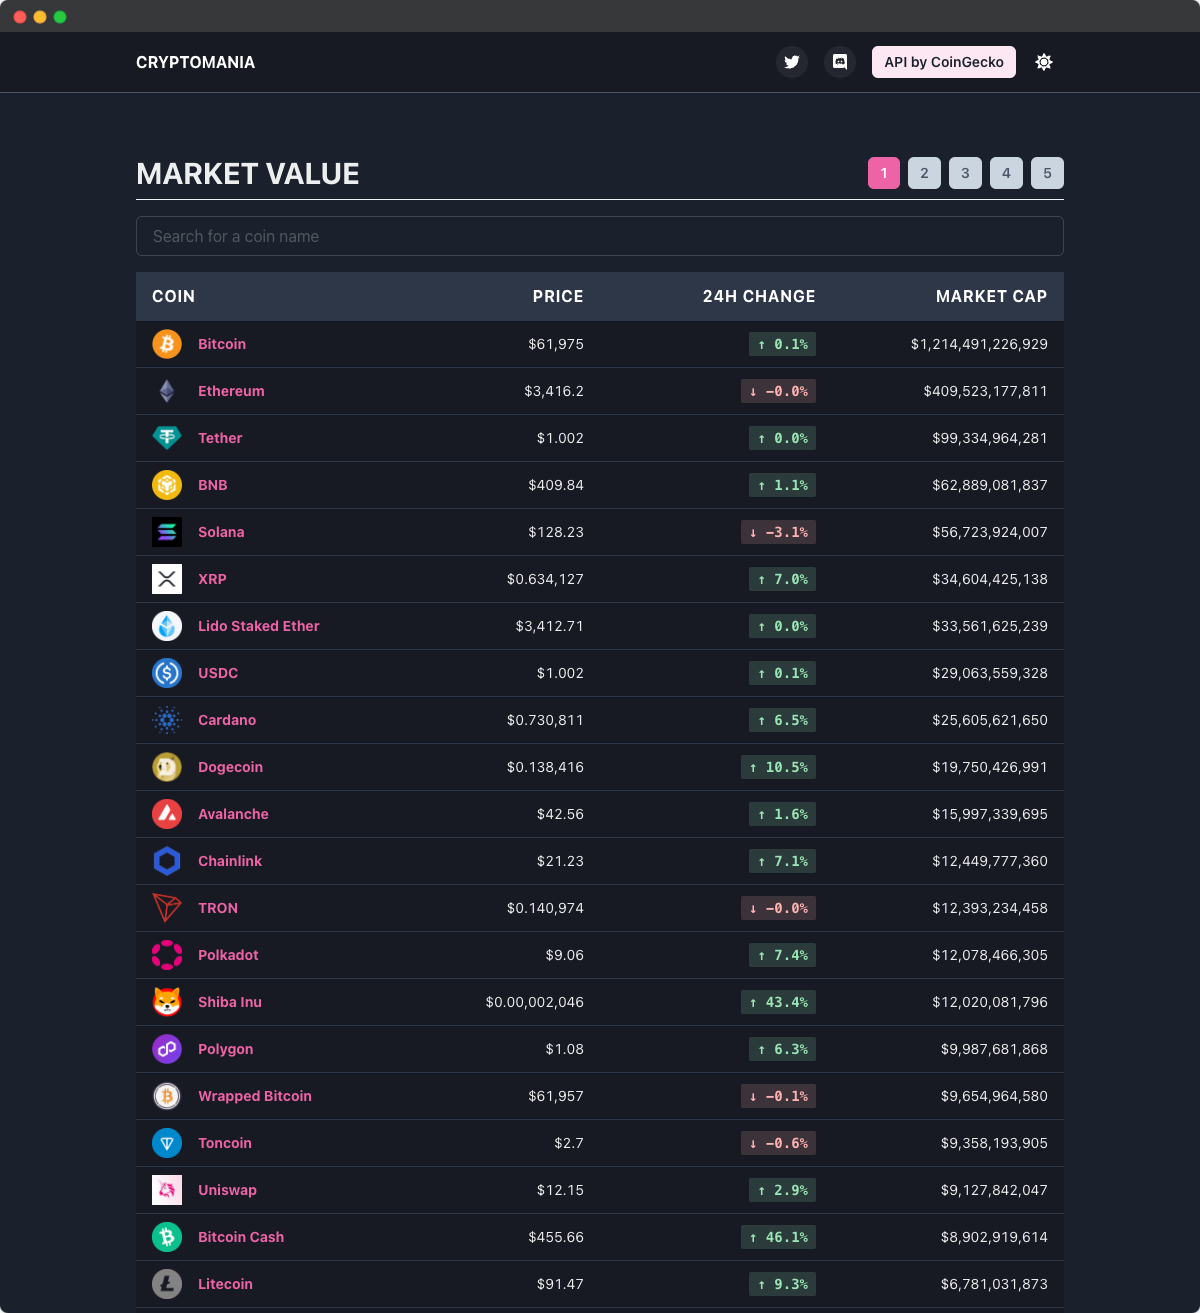 CRYPTOMANIA API by CoinGecko
MARKET VALUE 1 2 3 4 5
Search for a coin name
COIN PRICE 24H CHANGE MARKET CAP
Bitcoin $61,975 ↑ 0.1% $1,214,491,226,929
Ethereum $3,416.2 ↓ −0.0% $409,523,177,811
Tether $1.002 ↑ 0.0% $99,334,964,281
BNB $409.84 ↑ 1.1% $62,889,081,837
Solana $128.23 ↓ −3.1% $56,723,924,007
XRP $0.634,127 ↑ 7.0% $34,604,425,138
Lido Staked Ether $3,412.71 ↑ 0.0% $33,561,625,239
USDC $1.002 ↑ 0.1% $29,063,559,328
Cardano $0.730,811 ↑ 6.5% $25,605,621,650
Dogecoin $0.138,416 ↑ 10.5% $19,750,426,991
Avalanche $42.56 ↑ 1.6% $15,997,339,695
Chainlink $21.23 ↑ 7.1% $12,449,777,360
TRON $0.140,974 ↓ −0.0% $12,393,234,458
Polkadot $9.06 ↑ 7.4% $12,078,466,305
Shiba Inu $0.00,002,046 ↑ 43.4% $12,020,081,796
Polygon $1.08 ↑ 6.3% $9,987,681,868
Wrapped Bitcoin $61,957 ↓ −0.1% $9,654,964,580
Toncoin $2.7 ↓ −0.6% $9,358,193,905
Uniswap $12.15 ↑ 2.9% $9,127,842,047
Bitcoin Cash $455.66 ↑ 46.1% $8,902,919,614
Litecoin $91.47 ↑ 9.3% $6,781,031,873